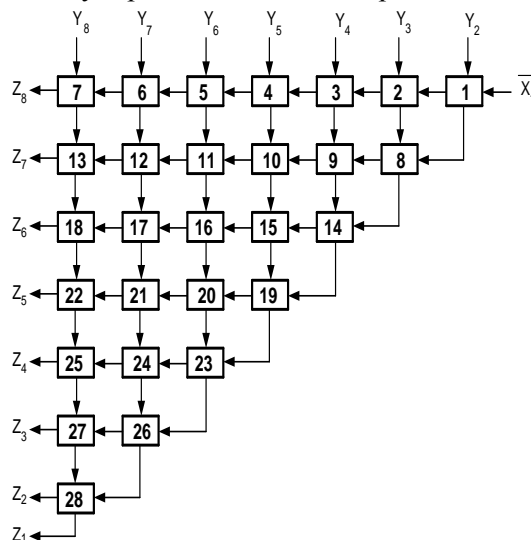 Y8 Y7 Y6 Y5 Y4 Y3 Y2
Z8 7 6 5 4 3 2 1 X̅
Z7 13 12 11 10 9 8
Z6 18 17 16 15 14
Z5 22 21 20 19
Z4 25 24 23
Z3 27 26
Z2 28
Z1